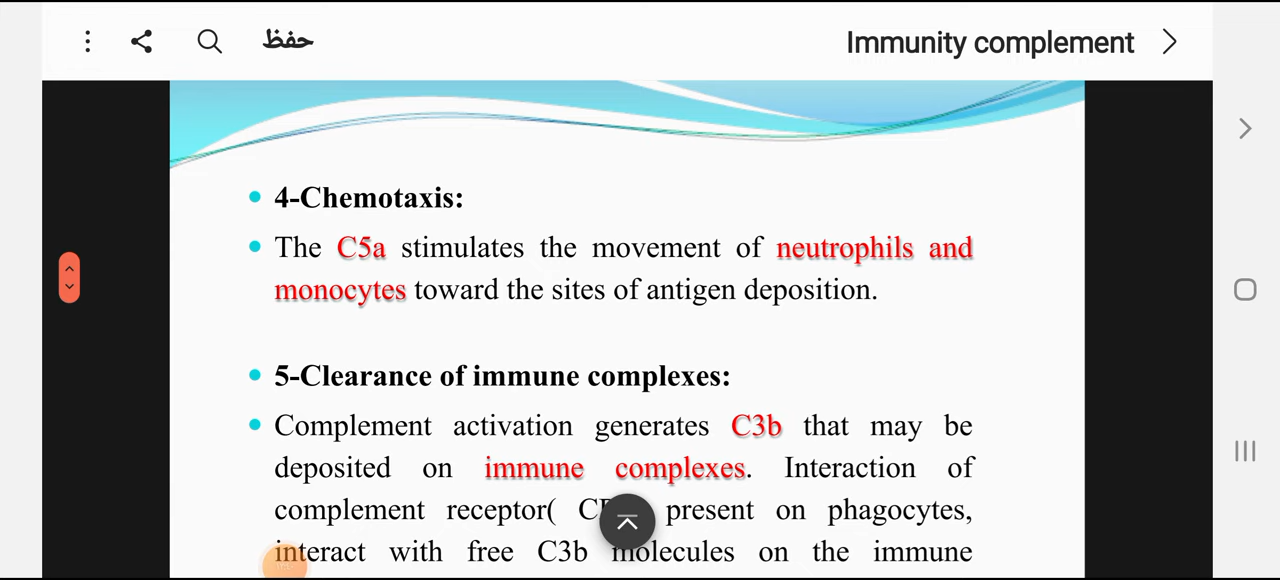 حفظ
Immunity complement
4-Chemotaxis:
The C5a stimulates the movement of neutrophils and
monocytes toward the sites of antigen deposition.
5-Clearance of immune complexes:
Complement activation generates C3b that may be
deposited on immune complexes. Interaction of
complement receptor( present on phagocytes,
interact with free C3b molecules on the immune